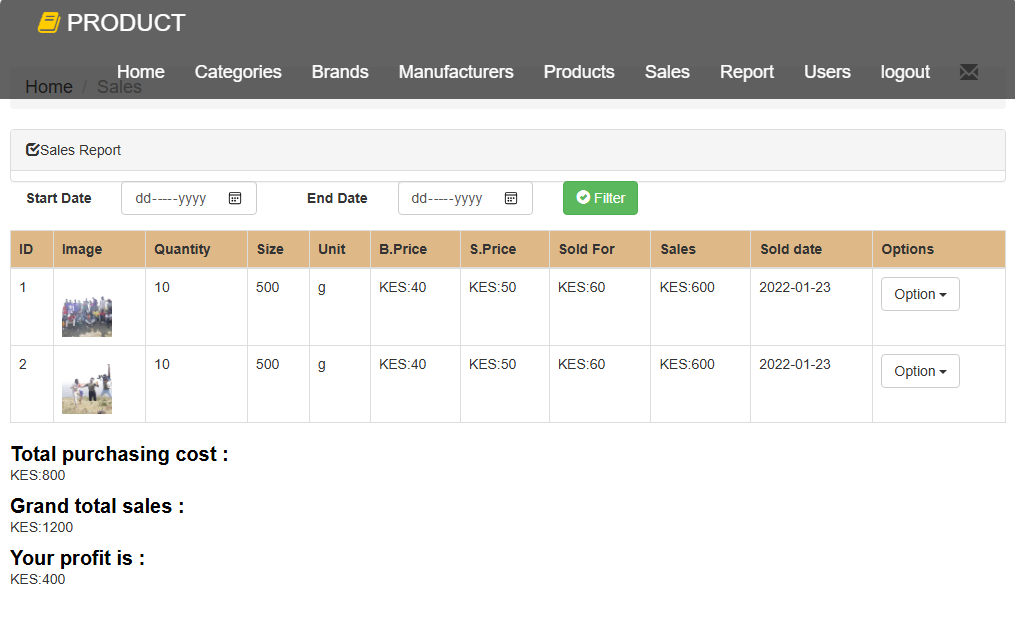 PRODUCT
Home Categories Brands Manufacturers Products Sales Report Users logout
Home / Sales
Sales Report
Start Date dd-----yyyy End Date dd-----yyyy Filter
ID Image Quantity Size Unit B.Price S.Price Sold For Sales Sold date Options
1 10 500 g KES:40 KES:50 KES:60 KES:600 2022-01-23 Option
2 10 500 g KES:40 KES:50 KES:60 KES:600 2022-01-23 Option
Total purchasing cost :
KES:800
Grand total sales :
KES:1200
Your profit is :
KES:400